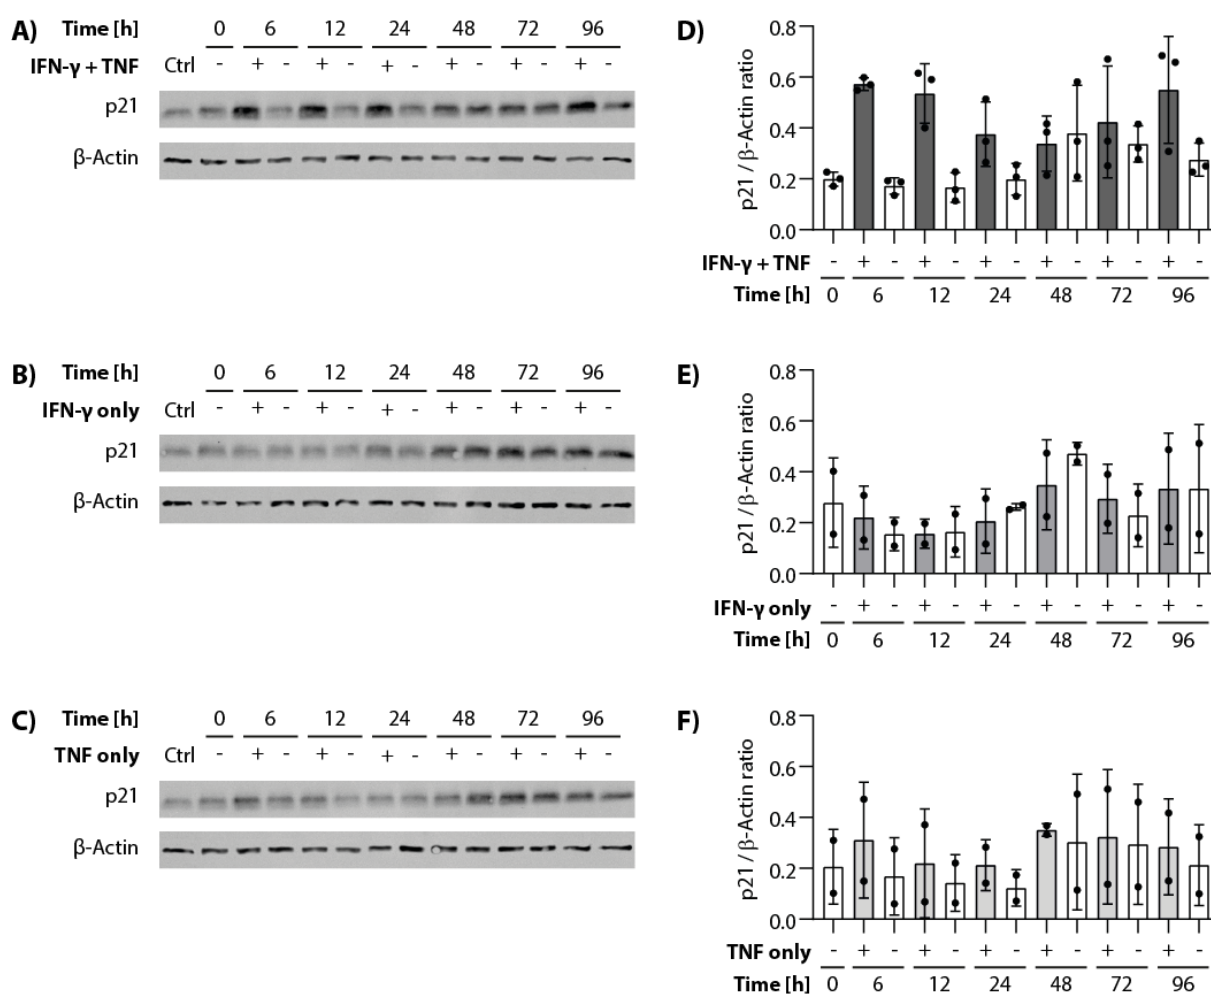 A) Time [h] 0 6 12 24 48 72 96
IFN-γ + TNF Ctrl - + - + - + - + - + - + -
p21
β-Actin
D) 0.8
0.6
0.4
0.2
0.0
p21 / β-Actin ratio
IFN-γ + TNF - + - + - + - + - + - + -
Time [h] 0 6 12 24 48 72 96
B) Time [h] 0 6 12 24 48 72 96
IFN-γ only Ctrl - + - + - + - + - + - + -
p21
β-Actin
E) 0.8
0.6
0.4
0.2
0.0
p21 / β-Actin ratio
IFN-γ only - + - + - + - + - + - + -
Time [h] 0 6 12 24 48 72 96
C) Time [h] 0 6 12 24 48 72 96
TNF only Ctrl - + - + - + - + - + - + -
p21
β-Actin
F) 0.8
0.6
0.4
0.2
0.0
p21 / β-Actin ratio
TNF only - + - + - + - + - + - + -
Time [h] 0 6 12 24 48 72 96